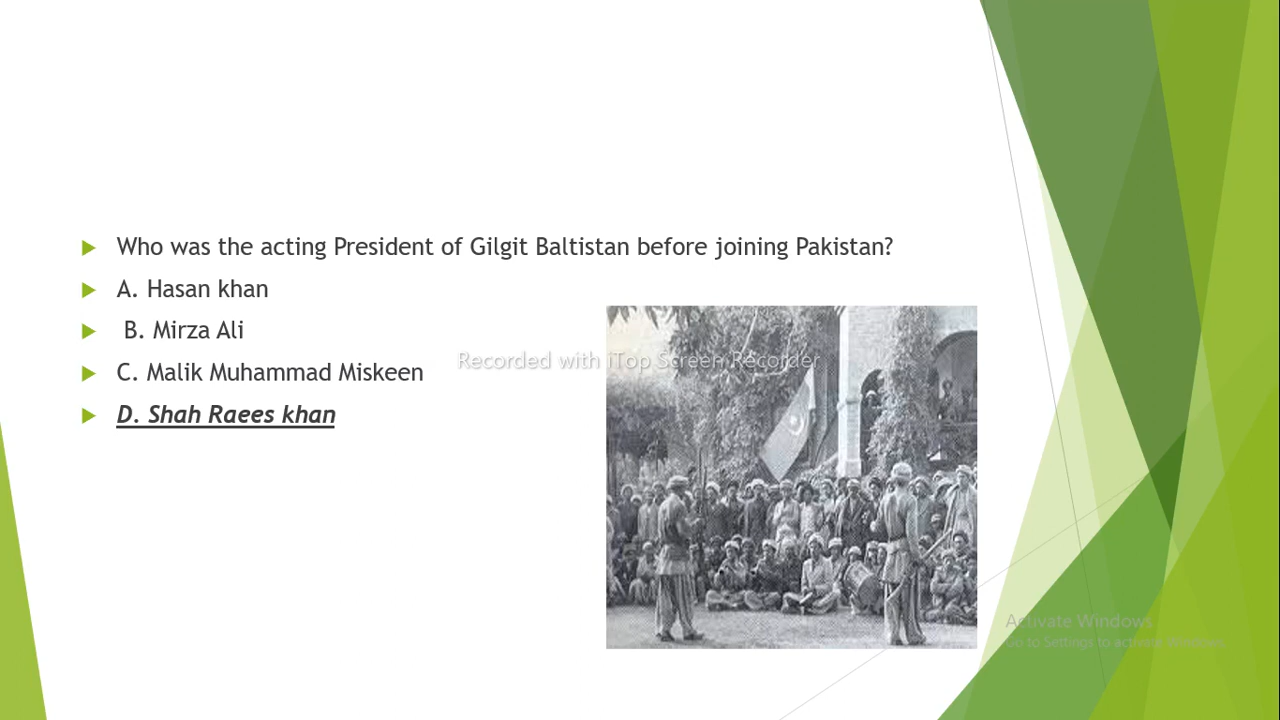 Who was the acting President of Gilgit Baltistan before joining Pakistan?
A. Hasan khan
B. Mirza Ali
C. Malik Muhammad Miskeen
D. Shah Raees khan
Recorded with iTop Screen Recorder
Activate Windows
Go to Settings to activate Windows.